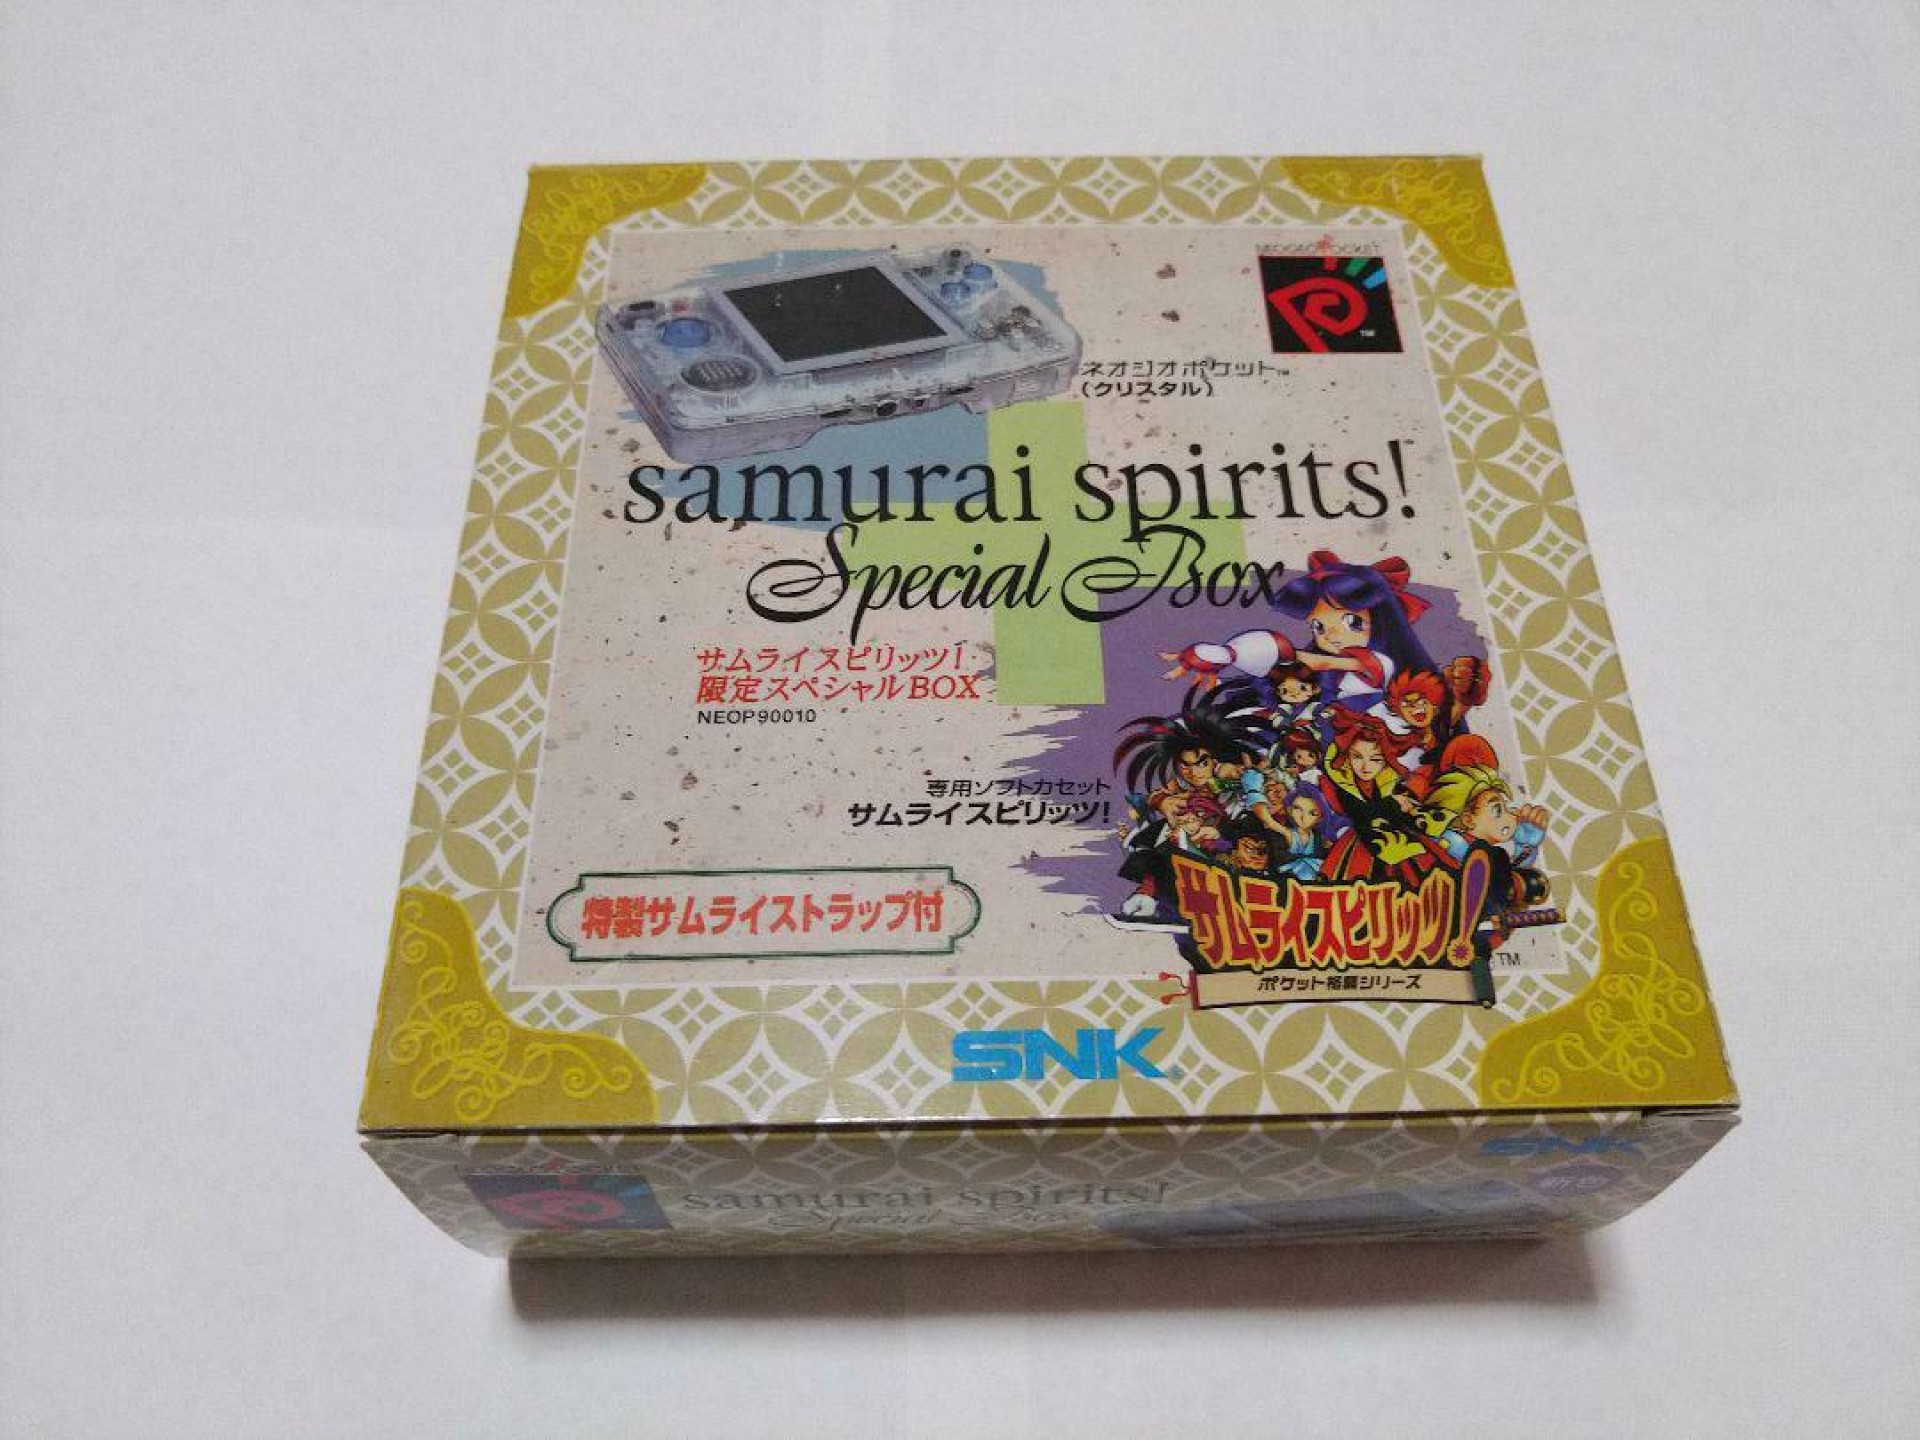 NEOGEO POCKET
TM
ネオジオポケット™
(クリスタル)
samurai spirits!
Special Box
サムライスピリッツ!
限定スペシャルBOX
NEOP90010
専用ソフトカセット
サムライスピリッツ!
特製サムライストラップ付
サムライスピリッツ!
TM
ポケット格闘シリーズ
SNK
SNK
samurai spirits!
Special Box
新色